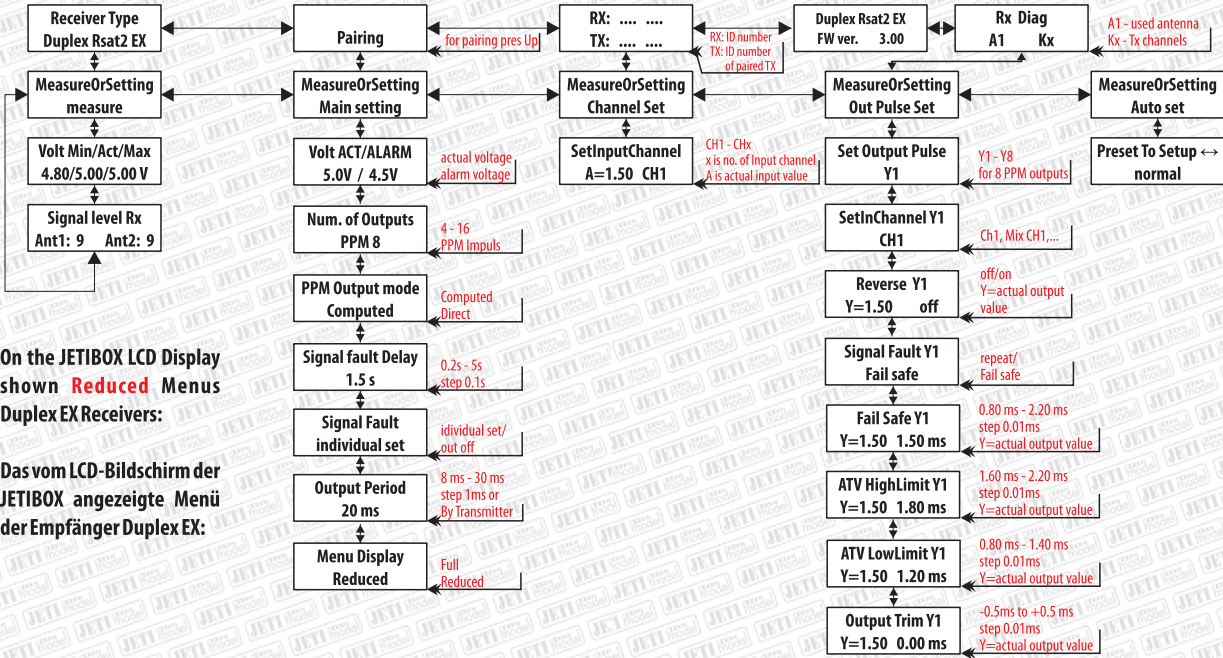 Receiver Type
Duplex Rsat2 EX
Pairing
for pairing pres Up
RX: .... ....
TX: .... ....
RX: ID number
TX: ID number
of paired TX
Duplex Rsat2 EX
FW ver. 3.00
Rx Diag
A1 Kx
A1 - used antenna
Kx - Tx channels
MeasureOrSetting
measure
MeasureOrSetting
Main setting
MeasureOrSetting
Channel Set
MeasureOrSetting
Out Pulse Set
MeasureOrSetting
Auto set
Volt Min/Act/Max
4.80/5.00/5.00 V
Signal level Rx
Ant1: 9 Ant2: 9
Volt ACT/ALARM
5.0V / 4.5V
actual voltage
alarm voltage
Num. of Outputs
PPM 8
4 - 16
PPM Impuls
PPM Output mode
Computed
Computed
Direct
Signal fault Delay
1.5 s
0.2s - 5s
step 0.1s
Signal Fault
individual set
idividual set/
out off
Output Period
20 ms
8 ms - 30 ms
step 1ms or
By Transmitter
Menu Display
Reduced
Full
Reduced
SetInputChannel
A=1.50 CH1
CH1 - CHx
x is no. of Input channel
A is actual input value
Set Output Pulse
Y1
Y1 - Y8
for 8 PPM outputs
SetInChannel Y1
CH1
Ch1, Mix CH1,...
Reverse Y1
Y=1.50 off
off/on
Y=actual output
value
Signal Fault Y1
Fail safe
repeat/
Fail safe
Fail Safe Y1
Y=1.50 1.50 ms
0.80 ms - 2.20 ms
step 0.01ms
Y=actual output value
ATV HighLimit Y1
Y=1.50 1.80 ms
1.60 ms - 2.20 ms
step 0.01ms
Y=actual output value
ATV LowLimit Y1
Y=1.50 1.20 ms
0.80 ms - 1.40 ms
step 0.01ms
Y=actual output value
Output Trim Y1
Y=1.50 0.00 ms
-0.5ms to +0.5 ms
step 0.01ms
Y=actual output value
Preset To Setup ↔
normal
On the JETIBOX LCD Display
shown Reduced Menus
Duplex EX Receivers:
Das vom LCD-Bildschirm der
JETIBOX angezeigte Menü
der Empfänger Duplex EX: